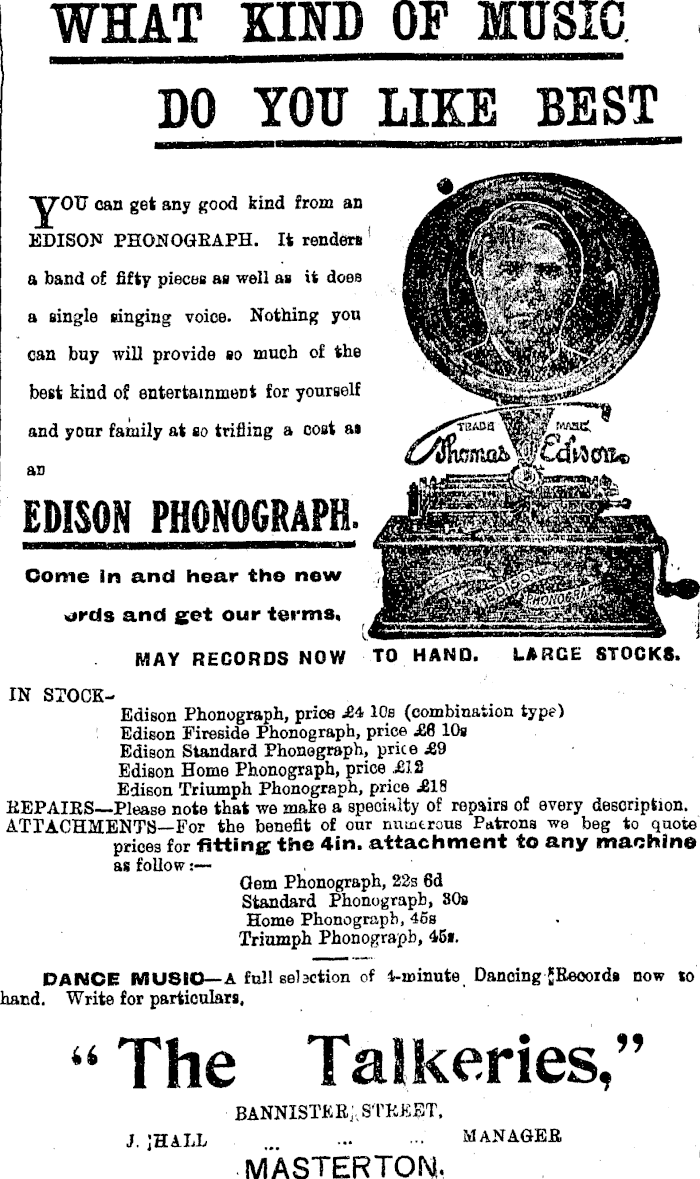 WHAT KIND OF MUSIC
DO YOU LIKE BEST
YOU can get any good kind from an
EDISON PHONOGRAPH. It renders
a band of fifty pieces as well as it does
a single singing voice. Nothing you
can buy will provide so much of the
best kind of entertainment for yourself
and your family at so trifling a cost as
an
EDISON PHONOGRAPH.
Come in and hear the new
ords and get our terms.
TRADE MARK
Thomas Edison
EDISON
PHONOGRAPH
MAY RECORDS NOW TO HAND. LARGE STOCKS.
IN STOCK-
Edison Phonograph, price £4 10s (combination type)
Edison Fireside Phonograph, price £6 10s
Edison Standard Phonograph, price £9
Edison Home Phonograph, price £12
Edison Triumph Phonograph, price £18
REPAIRS—Please note that we make a specialty of repairs of every description.
ATTACHMENTS—For the benefit of our numerous Patrons we beg to quote
prices for fitting the 4in. attachment to any machine
as follow:—
Gem Phonograph, 22s 6d
Standard Phonograph, 30s
Home Phonograph, 45s
Triumph Phonograph, 45s.
DANCE MUSIC—A full selection of 4-minute Dancing Records now to
hand. Write for particulars,
"The Talkeries,"
BANNISTER STREET,
J. HALL ... ... ... MANAGER
MASTERTON.